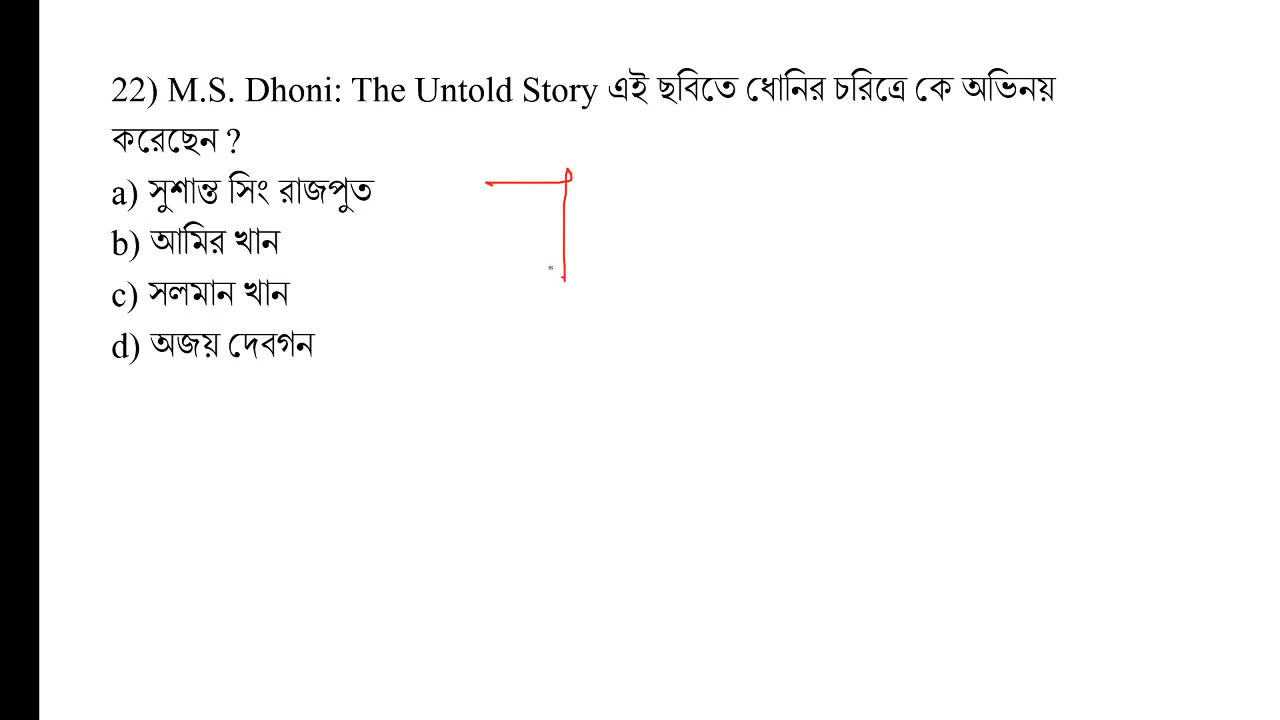 22) M.S. Dhoni: The Untold Story এই ছবিতে ধোনির চরিত্রে কে অভিনয়
করেছেন ?
a) সুশান্ত সিং রাজপুত
b) আমির খান
c) সলমান খান
d) অজয় দেবগন